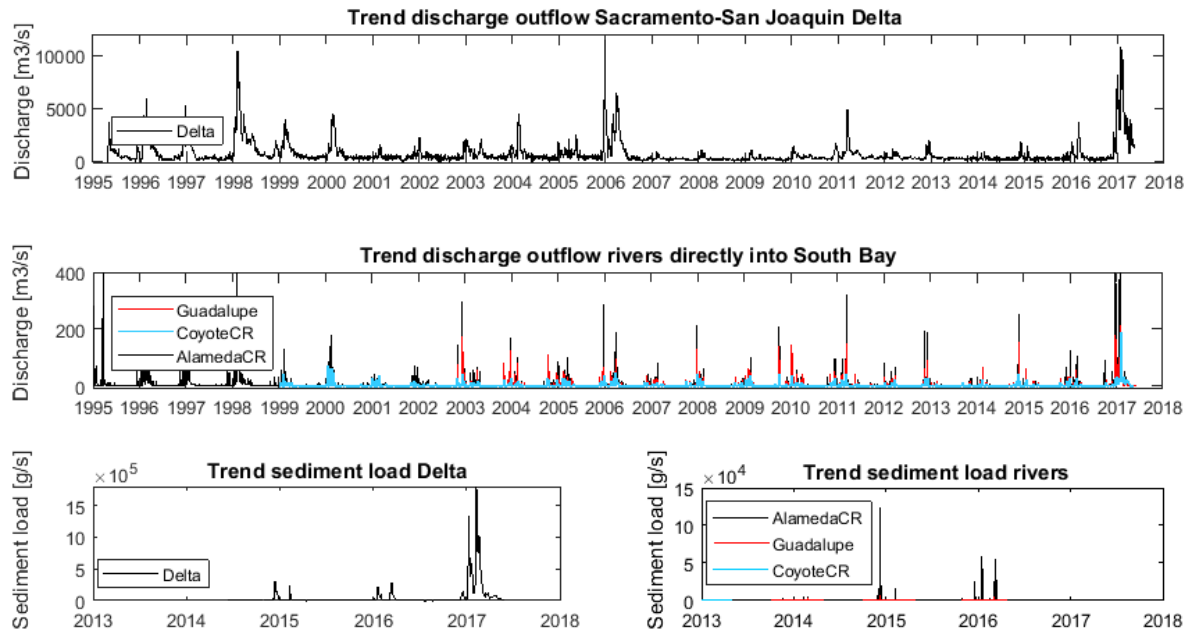 Trend discharge outflow Sacramento-San Joaquin Delta
Discharge [m3/s]
10000
5000
0
Delta
1995 1996 1997 1998 1999 2000 2001 2002 2003 2004 2005 2006 2007 2008 2009 2010 2011 2012 2013 2014 2015 2016 2017 2018
Trend discharge outflow rivers directly into South Bay
Discharge [m3/s]
400
200
0
Guadalupe
CoyoteCR
AlamedaCR
1995 1996 1997 1998 1999 2000 2001 2002 2003 2004 2005 2006 2007 2008 2009 2010 2011 2012 2013 2014 2015 2016 2017 2018
Trend sediment load Delta
Sediment load [g/s]
×10^5
15
10
5
0
Delta
2013 2014 2015 2016 2017 2018
Trend sediment load rivers
Sediment load [g/s]
×10^4
15
10
5
0
AlamedaCR
Guadalupe
CoyoteCR
2013 2014 2015 2016 2017 2018